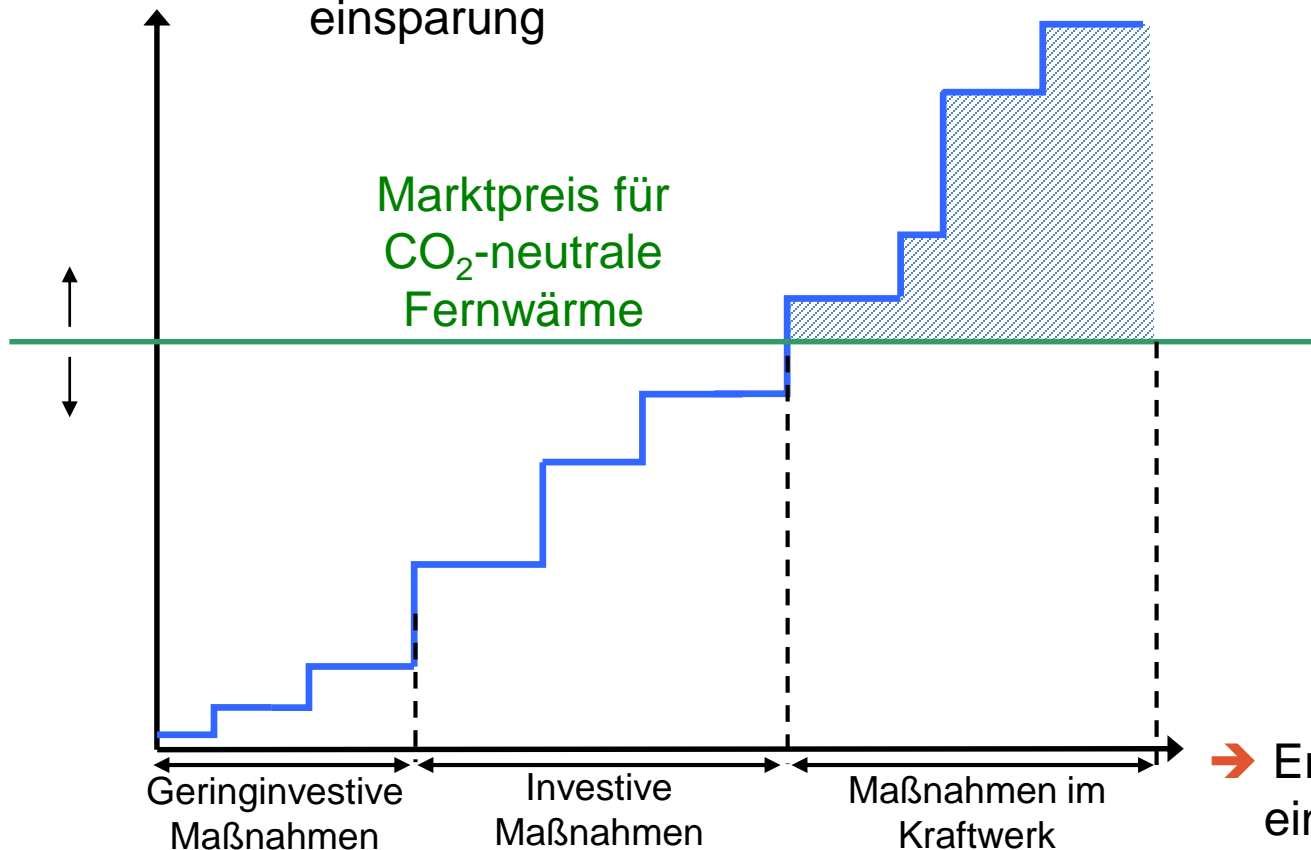 einsparung
Marktpreis für
CO₂-neutrale
Fernwärme
Geringinvestive
Maßnahmen
Investive
Maßnahmen
Maßnahmen im
Kraftwerk